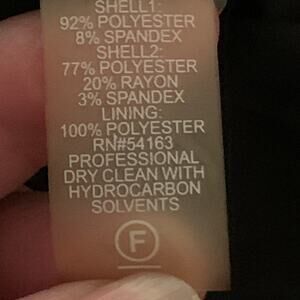 SHELL1:
92% POLYESTER
8% SPANDEX
SHELL2:
77% POLYESTER
20% RAYON
3% SPANDEX
LINING:
100% POLYESTER
RN#54163
PROFESSIONAL
DRY CLEAN WITH
HYDROCARBON
SOLVENTS
F